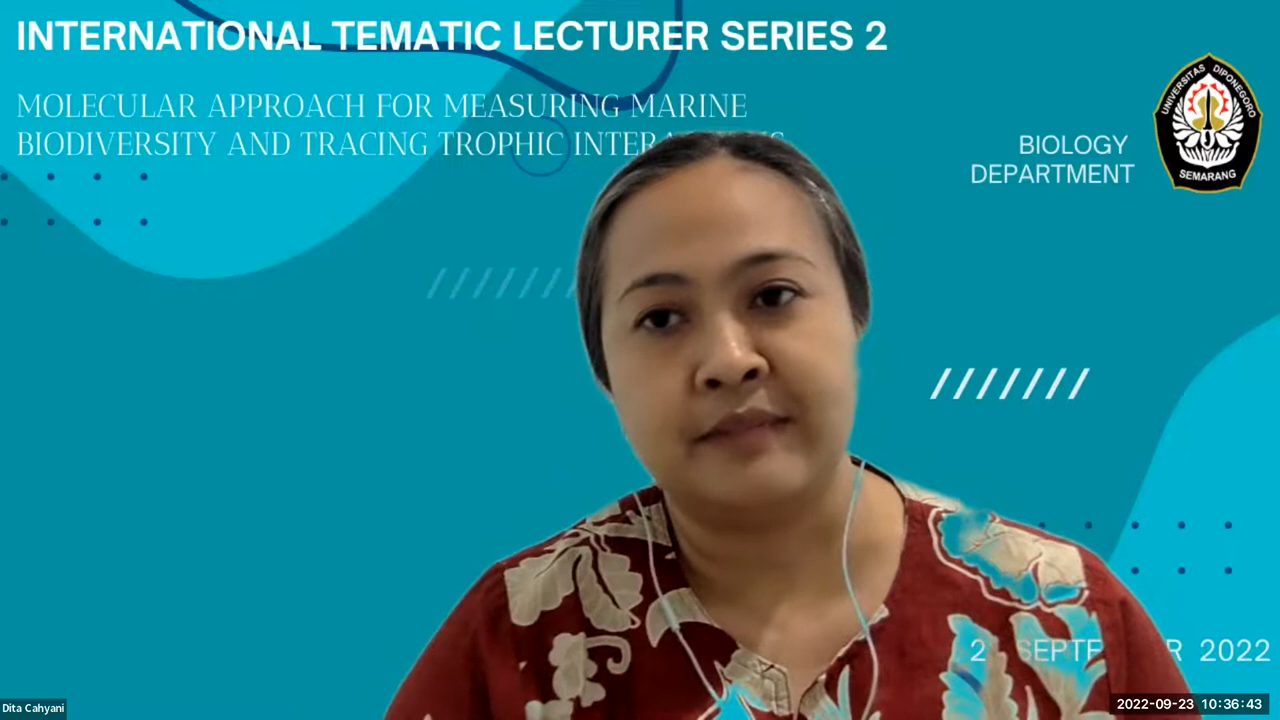 INTERNATIONAL TEMATIC LECTURER SERIES 2
MOLECULAR APPROACH FOR MEASURING MARINE
BIODIVERSITY AND TRACING TROPHIC
BIOLOGY
DEPARTMENT
UNIVERSITAS DIPONEGORO
SEMARANG
2022
Dita Cahyani
2022-09-23 10:36:43